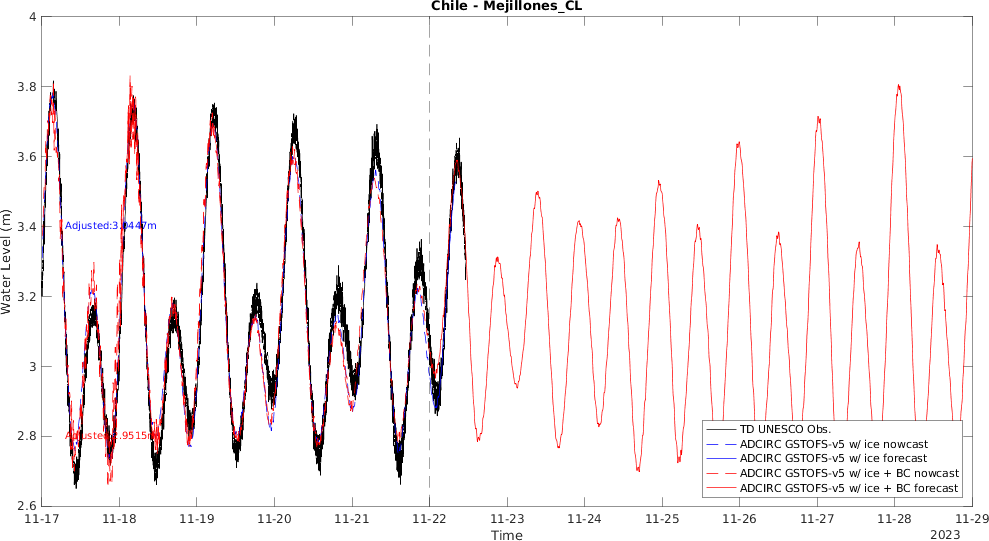 Chile - Mejillones_CL
4
3.8
3.6
3.4
3.2
3
2.8
2.6
Water Level (m)
Adjusted:3.0447m
TD UNESCO Obs.
ADCIRC GSTOFS-v5 w/ ice nowcast
ADCIRC GSTOFS-v5 w/ ice forecast
ADCIRC GSTOFS-v5 w/ ice + BC nowcast
ADCIRC GSTOFS-v5 w/ ice + BC forecast
11-17 11-18 11-19 11-20 11-21 11-22 11-23 11-24 11-25 11-26 11-27 11-28 11-29
Time
2023